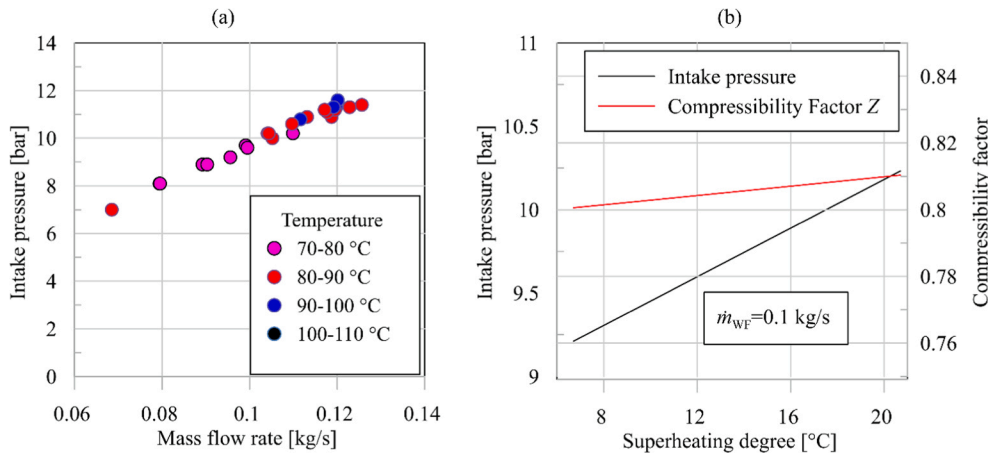 (a)
14
12
10
8
6
4
2
0
Intake pressure [bar]
0.06 0.08 0.1 0.12 0.14
Mass flow rate [kg/s]
Temperature
70-80 °C
80-90 °C
90-100 °C
100-110 °C
(b)
11
10.5
10
9.5
9
Intake pressure [bar]
Intake pressure
Compressibility Factor Z
ṁWF=0.1 kg/s
0.84
0.82
0.8
0.78
0.76
Compressibility factor
8 12 16 20
Superheating degree [°C]